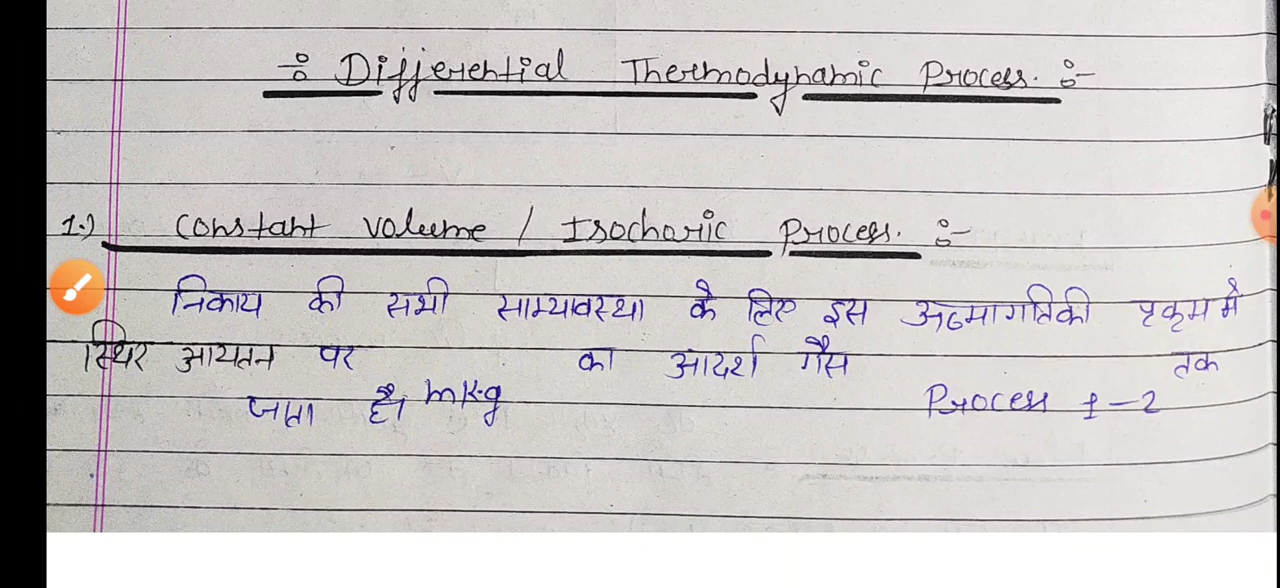 ÷ Differential Thermodynamic Process. :-
1.) Constant Volume / Isochoric Process. :-
निकाय की सभी साम्यावस्था के लिए इस ऊष्मागतिकी प्रक्रम मे
स्थिर आयतन पर का आदर्श गैस तक
जाता है। mKg Process 1-2